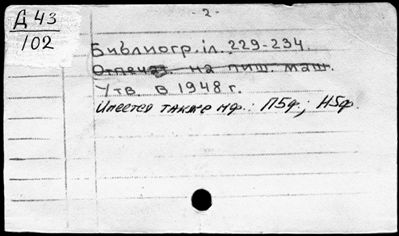 Д 43
102
- 2 -
Библиогр. : л. 229-234.
Отпечат. на пиш. маш.
Утв. в 1948 г.
Имеется также мф. : П5ф.; Н5ф.